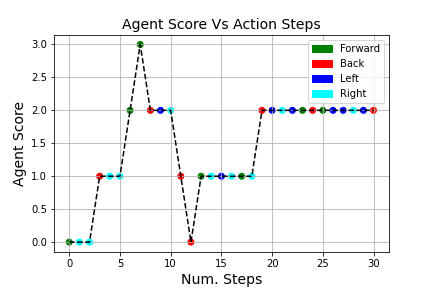 Agent Score Vs Action Steps
3.0
2.5
2.0
1.5
1.0
0.5
0.0
Agent Score
Forward
Back
Left
Right
0 5 10 15 20 25 30
Num. Steps